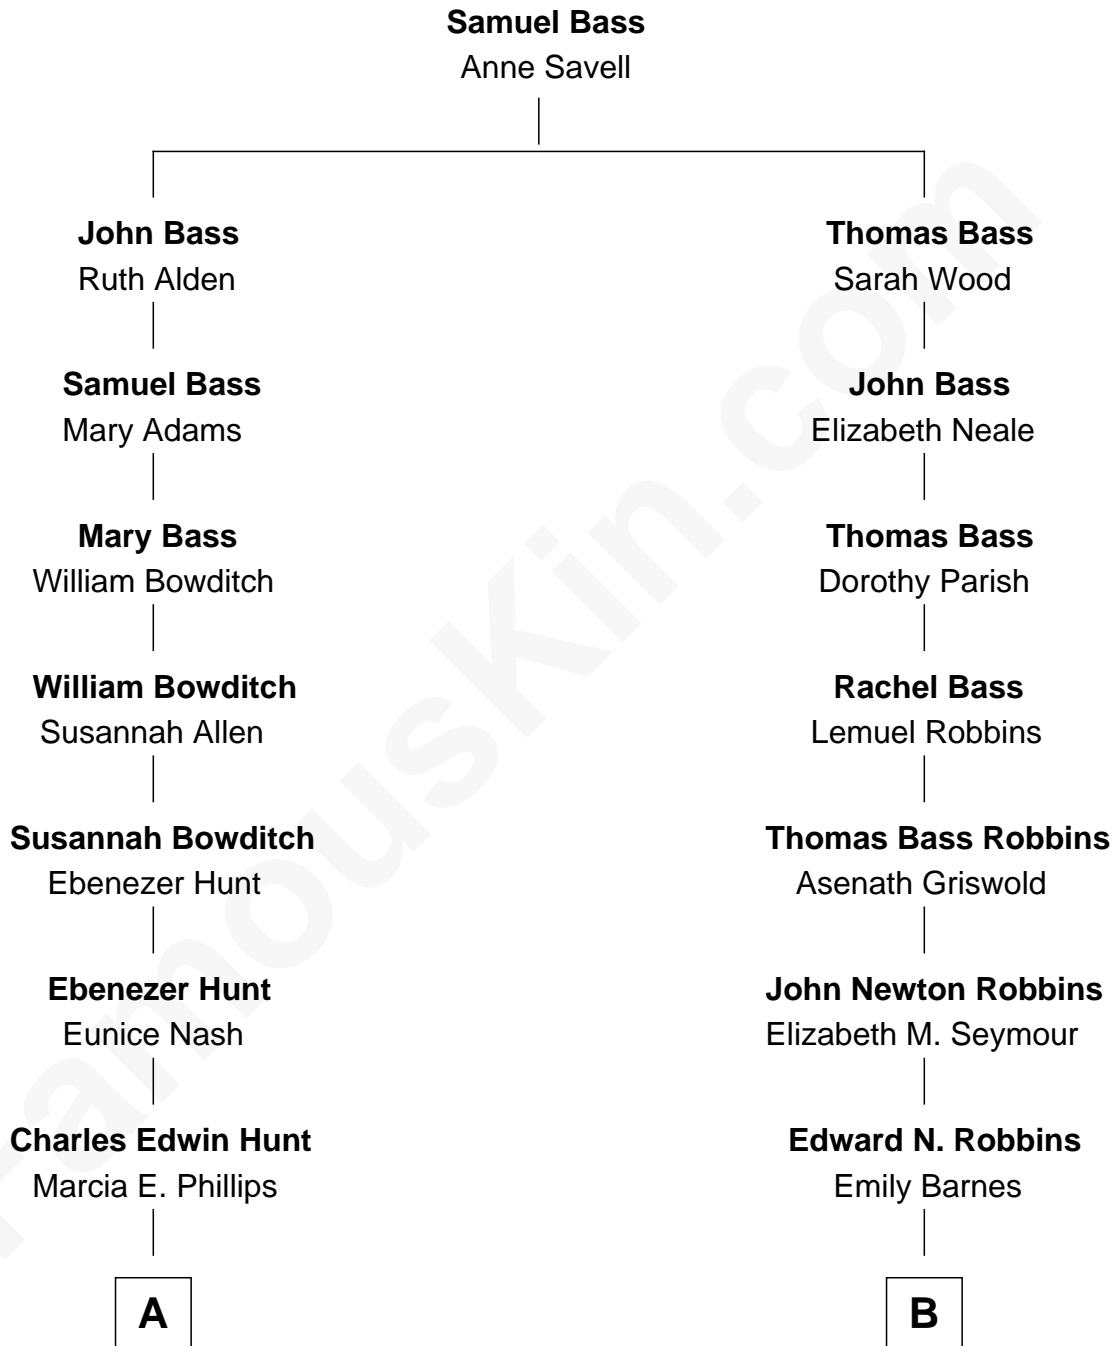 Samuel Bass
Anne Savell
John Bass
Ruth Alden
Thomas Bass
Sarah Wood
Samuel Bass
Mary Adams
John Bass
Elizabeth Neale
Mary Bass
William Bowditch
Thomas Bass
Dorothy Parish
William Bowditch
Susannah Allen
Rachel Bass
Lemuel Robbins
Susannah Bowditch
Ebenezer Hunt
Thomas Bass Robbins
Asenath Griswold
Ebenezer Hunt
Eunice Nash
John Newton Robbins
Elizabeth M. Seymour
Charles Edwin Hunt
Marcia E. Phillips
Edward N. Robbins
Emily Barnes
A
B
FamousKin.com